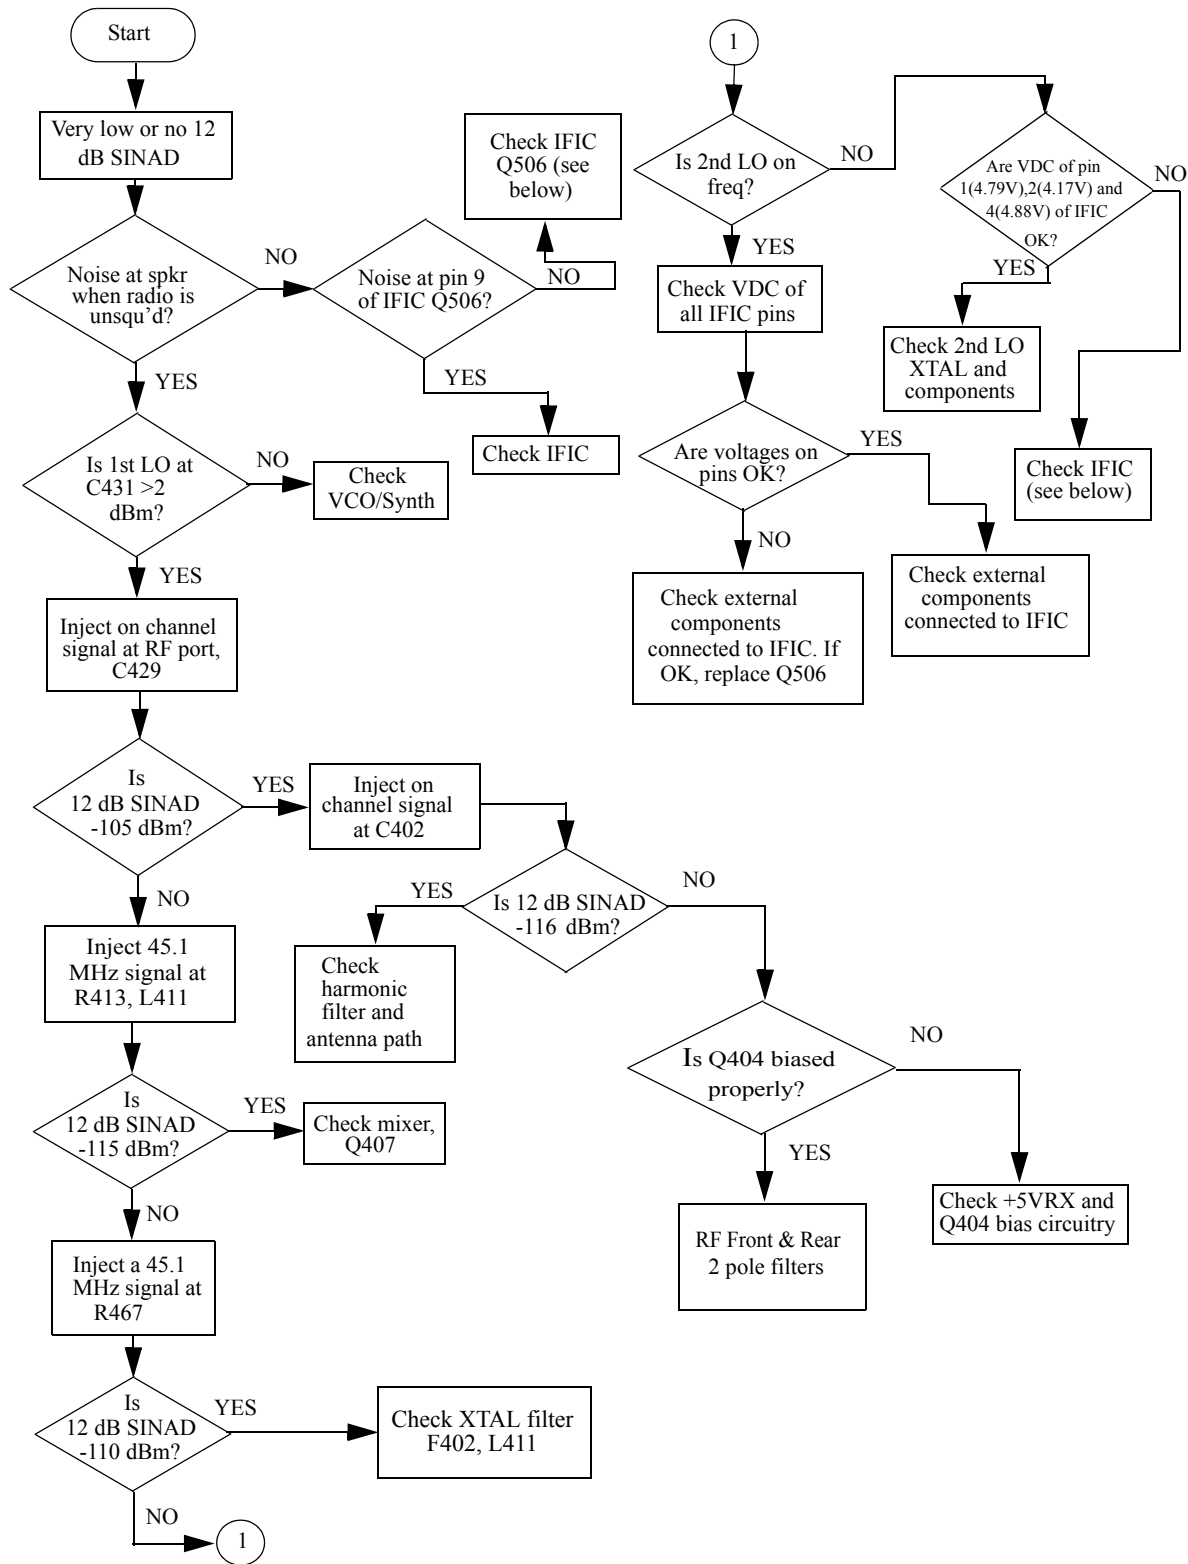 Start
Very low or no 12
dB SINAD
Noise at spkr
when radio is
unsqu’d?
NO
Noise at pin 9
of IFIC Q506?
NO
Check IFIC
Q506 (see
below)
YES
Check IFIC
YES
Is 1st LO at
C431 >2
dBm?
NO
Check
VCO/Synth
YES
Inject on channel
signal at RF port,
C429
Is
12 dB SINAD
-105 dBm?
YES
Inject on
channel signal
at C402
Is 12 dB SINAD
-116 dBm?
YES
Check
harmonic
filter and
antenna path
NO
Is Q404 biased
properly?
NO
Check +5VRX and
Q404 bias circuitry
YES
RF Front & Rear
2 pole filters
NO
Inject 45.1
MHz signal at
R413, L411
Is
12 dB SINAD
-115 dBm?
YES
Check mixer,
Q407
NO
Inject a 45.1
MHz signal at
R467
Is
12 dB SINAD
-110 dBm?
YES
Check XTAL filter
F402, L411
NO
1
1
Is 2nd LO on
freq?
NO
Are VDC of pin
1(4.79V),2(4.17V) and
4(4.88V) of IFIC
OK?
NO
Check IFIC
(see below)
YES
Check 2nd LO
XTAL and
components
YES
Check VDC of
all IFIC pins
Are voltages on
pins OK?
YES
Check external
components
connected to IFIC
NO
Check external
components
connected to IFIC. If
OK, replace Q506